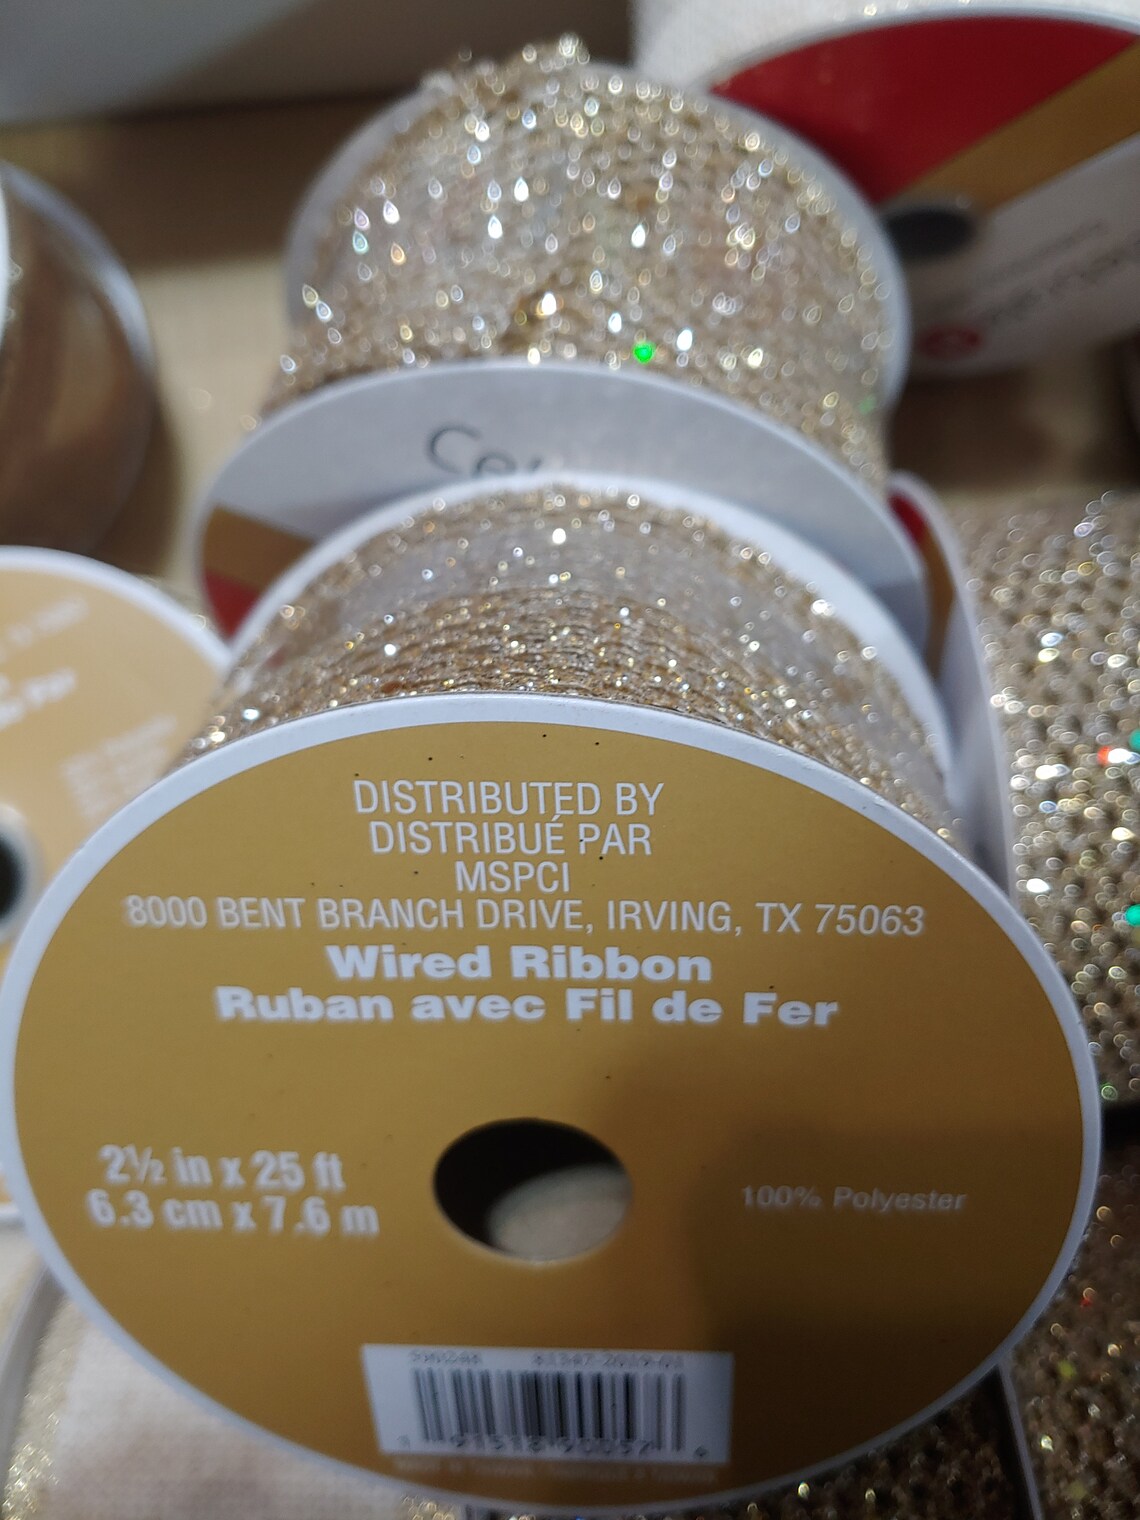 DISTRIBUTED BY
DISTRIBUÉ PAR
MSPCI
8000 BENT BRANCH DRIVE, IRVING, TX 75063
Wired Ribbon
Ruban avec Fil de Fer
2½ in x 25 ft
6.3 cm x 7.6 m
100% Polyester